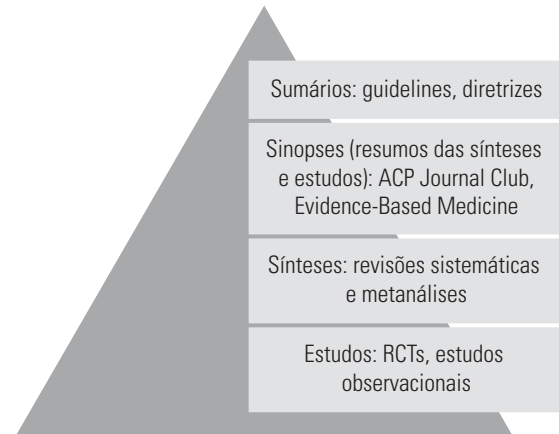 Sumários: guidelines, diretrizes
Sinopses (resumos das sínteses
e estudos): ACP Journal Club,
Evidence-Based Medicine
Sínteses: revisões sistemáticas
e metanálises
Estudos: RCTs, estudos
observacionais